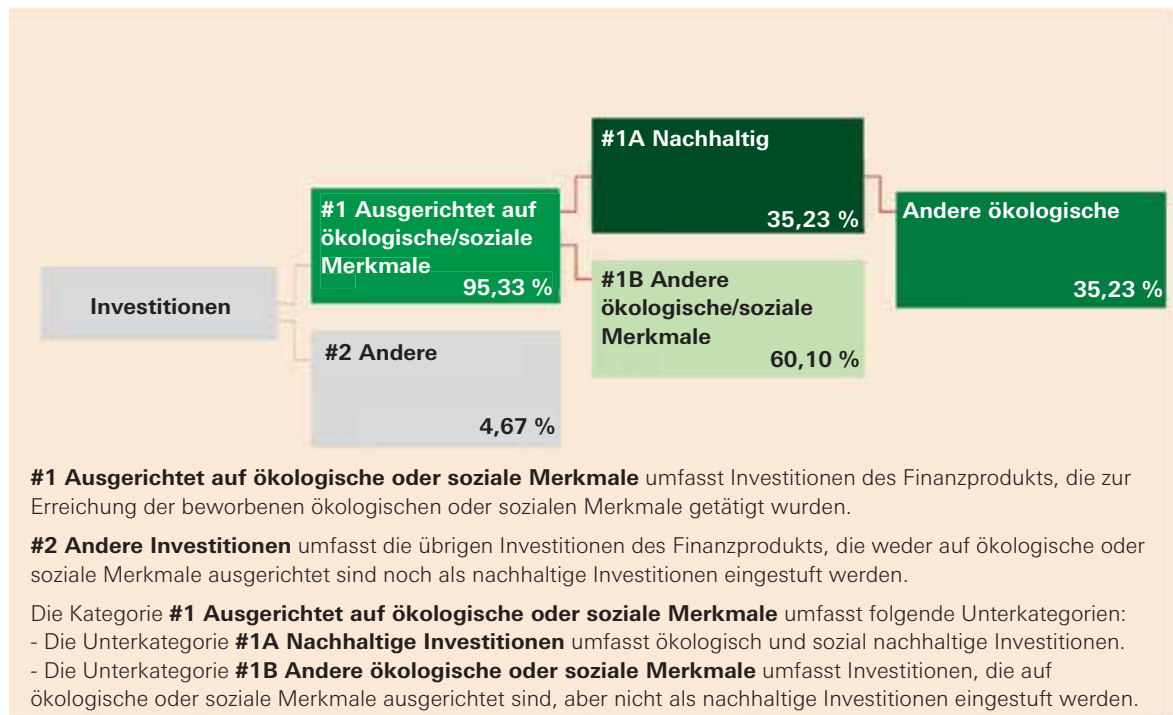 #1A Nachhaltig
35,23 %
#1 Ausgerichtet auf
ökologische/soziale
Merkmale
95,33 %
Andere ökologische
35,23 %
Investitionen
#1B Andere
ökologische/soziale
Merkmale
60,10 %
#2 Andere
4,67 %
#1 Ausgerichtet auf ökologische oder soziale Merkmale umfasst Investitionen des Finanzprodukts, die zur
Erreichung der beworbenen ökologischen oder sozialen Merkmale getätigt wurden.
#2 Andere Investitionen umfasst die übrigen Investitionen des Finanzprodukts, die weder auf ökologische oder
soziale Merkmale ausgerichtet sind noch als nachhaltige Investitionen eingestuft werden.
Die Kategorie #1 Ausgerichtet auf ökologische oder soziale Merkmale umfasst folgende Unterkategorien:
- Die Unterkategorie #1A Nachhaltige Investitionen umfasst ökologisch und sozial nachhaltige Investitionen.
- Die Unterkategorie #1B Andere ökologische oder soziale Merkmale umfasst Investitionen, die auf
ökologische oder soziale Merkmale ausgerichtet sind, aber nicht als nachhaltige Investitionen eingestuft werden.